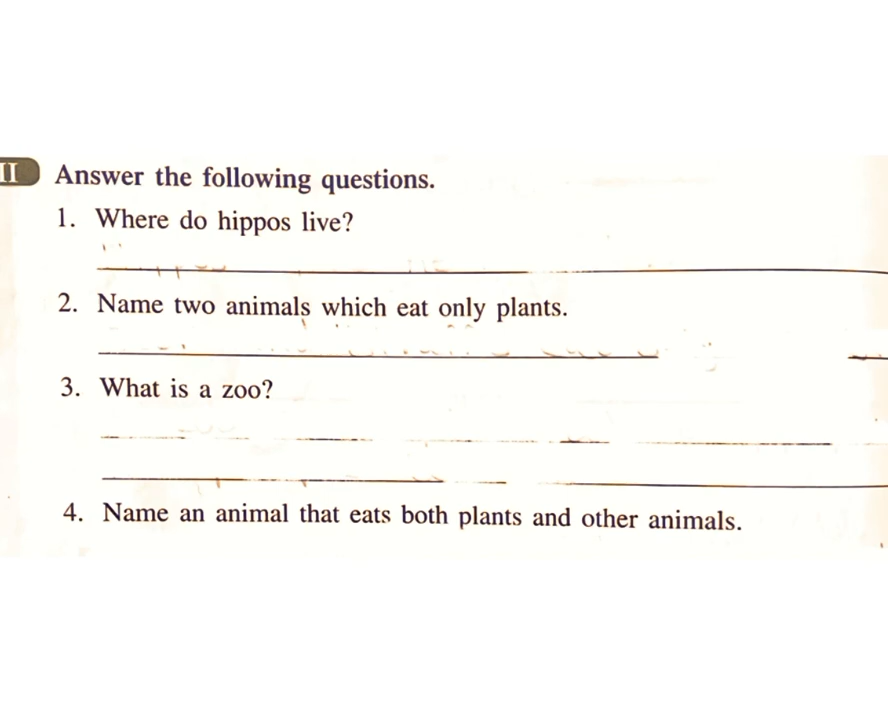 II Answer the following questions.
1. Where do hippos live?
2. Name two animals which eat only plants.
3. What is a zoo?
4. Name an animal that eats both plants and other animals.